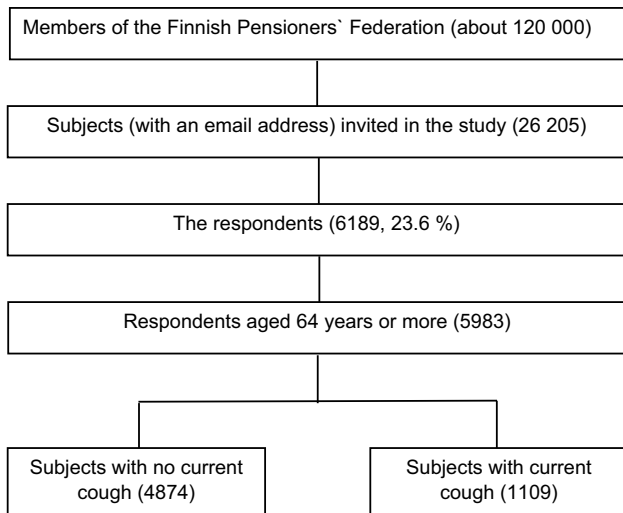 Members of the Finnish Pensioners` Federation (about 120 000)
Subjects (with an email address) invited in the study (26 205)
The respondents (6189, 23.6 %)
Respondents aged 64 years or more (5983)
Subjects with no current
cough (4874)
Subjects with current
cough (1109)